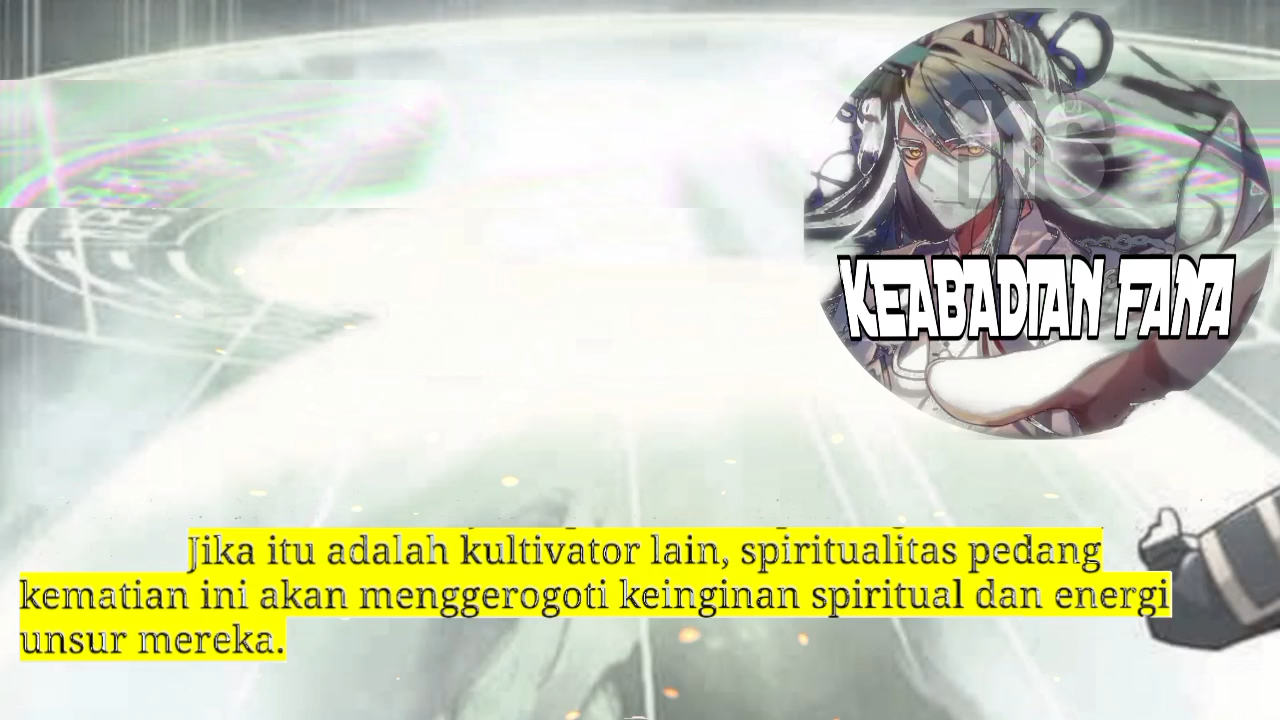 KEABADIAN FANA
Jika itu adalah kultivator lain, spiritualitas pedang
kematian ini akan menggerogoti keinginan spiritual dan energi
unsur mereka.